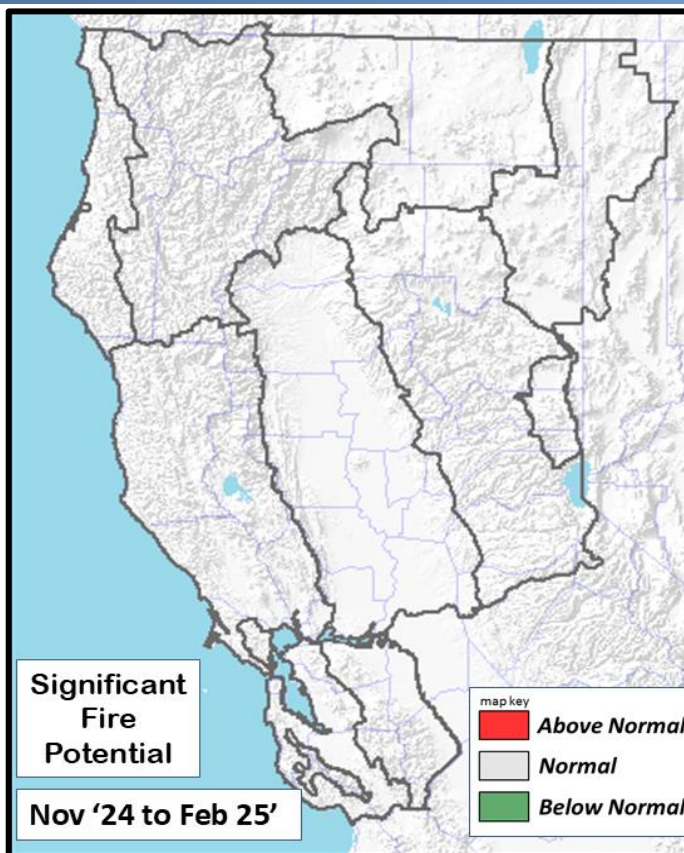 Significant
Fire
Potential
Nov ‘24 to Feb 25’
map key
Above Normal
Normal
Below Normal